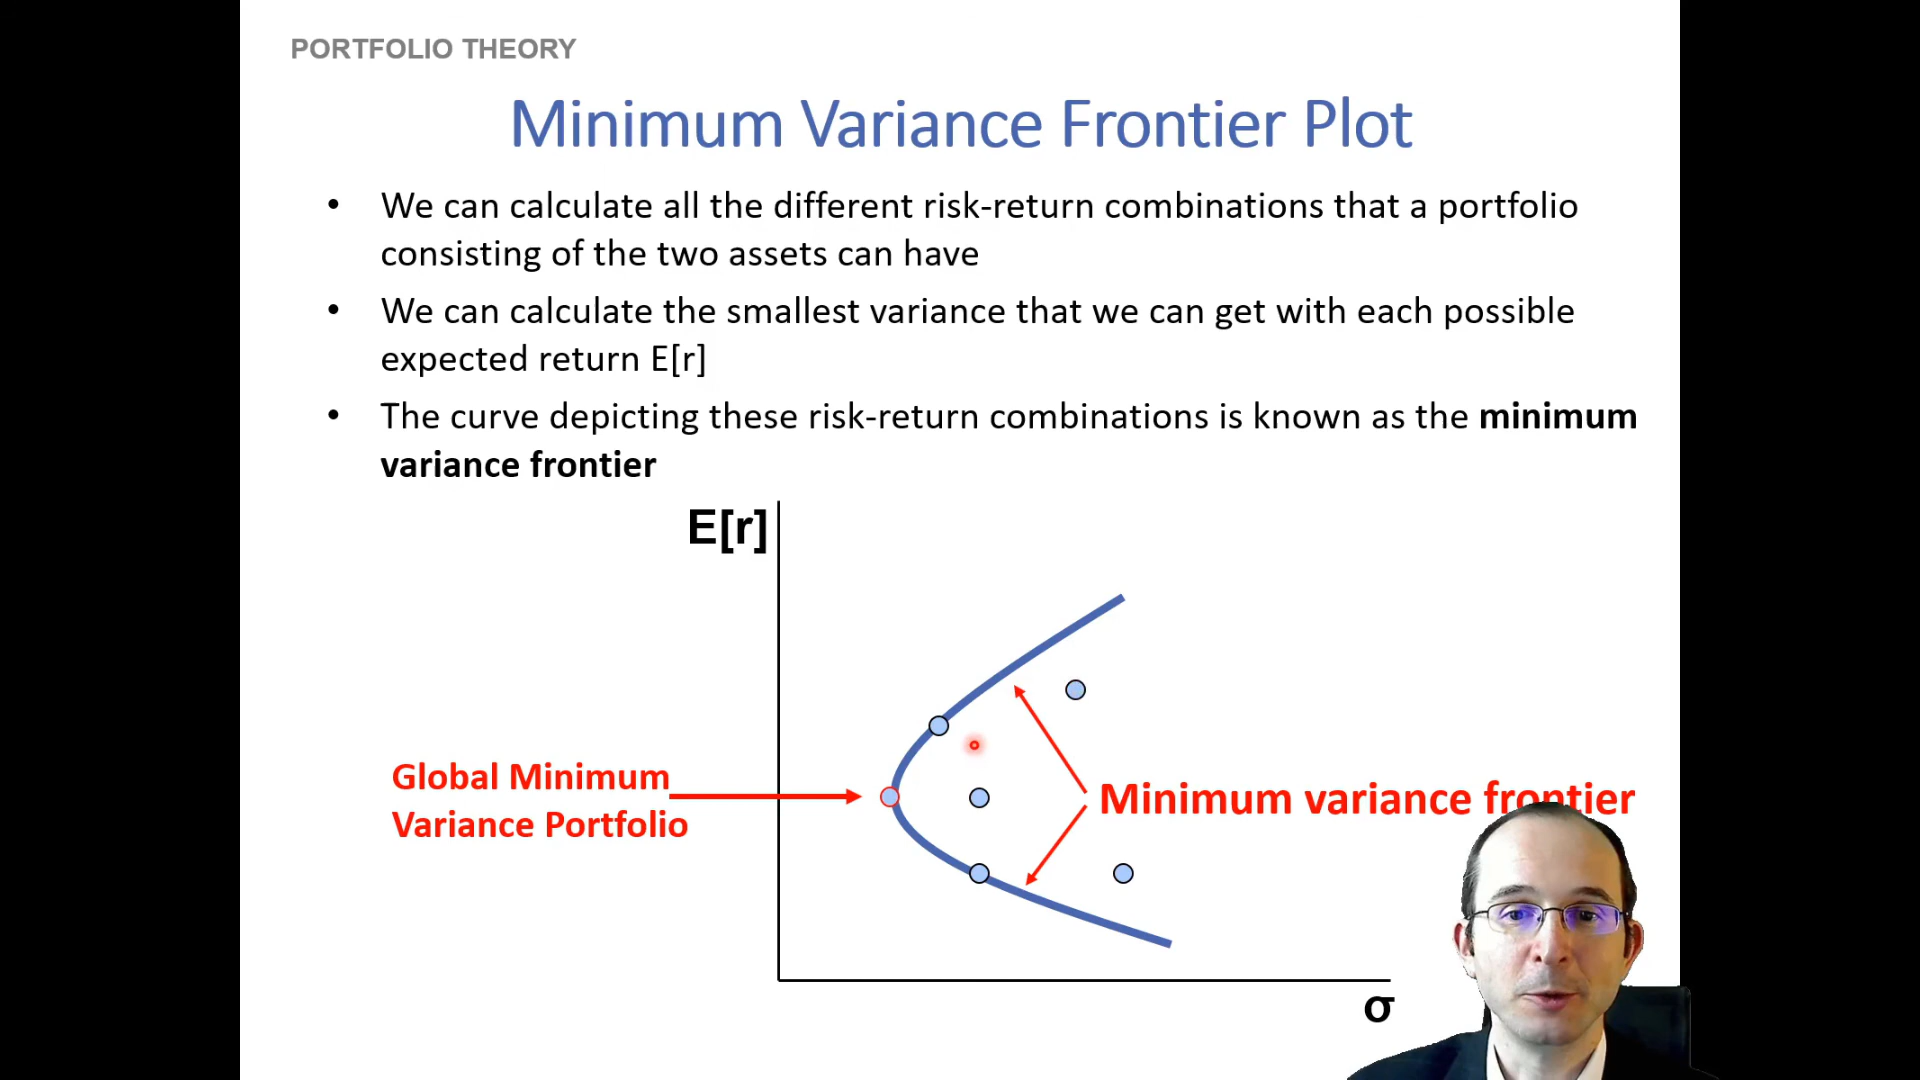 PORTFOLIO THEORY
Minimum Variance Frontier Plot
• We can calculate all the different risk-return combinations that a portfolio
consisting of the two assets can have
• We can calculate the smallest variance that we can get with each possible
expected return E[r]
• The curve depicting these risk-return combinations is known as the minimum
variance frontier
E[r]
Global Minimum
Variance Portfolio
Minimum variance frontier
σ